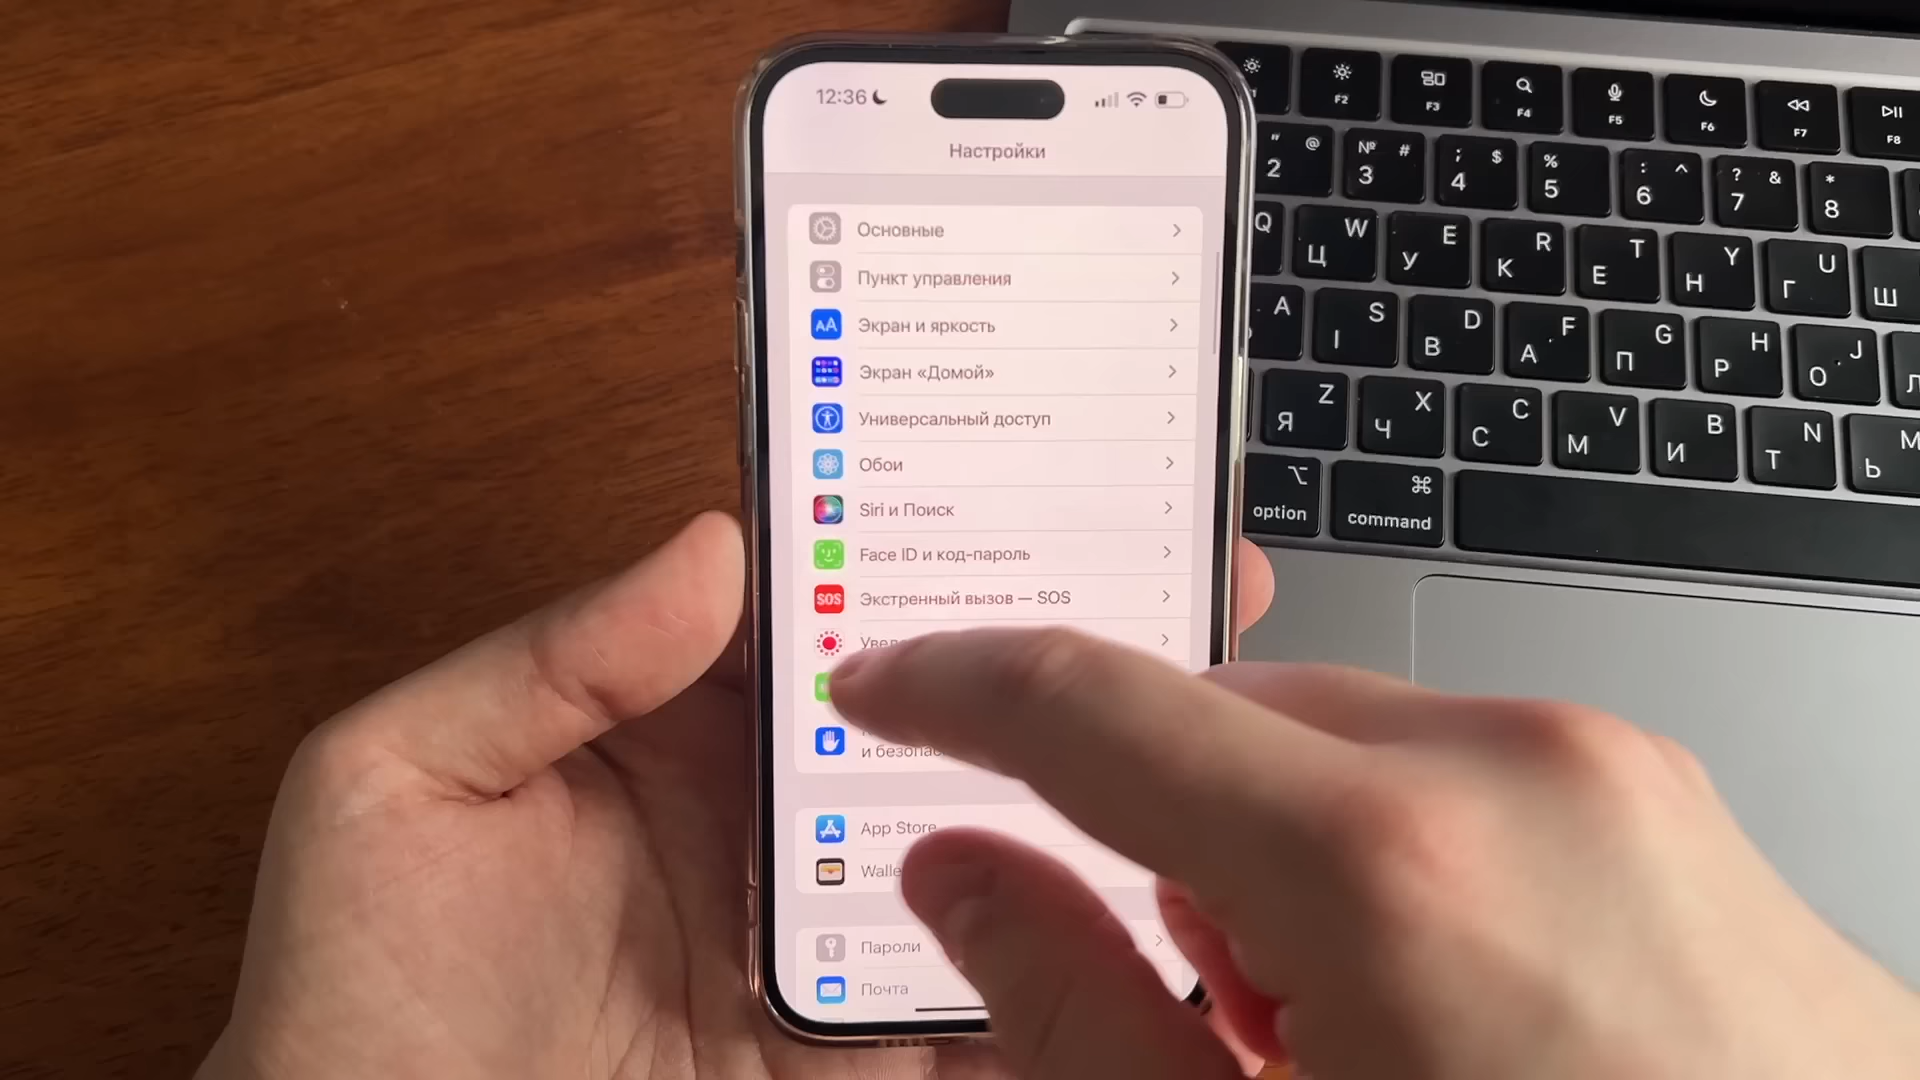 12:36
Настройки
Основные
Пункт управления
AA
Экран и яркость
Экран «Домой»
Универсальный доступ
Обои
Siri и Поиск
Face ID и код-пароль
SOS
Экстренный вызов — SOS
App Store
Пароли
Почта
F2
F3
F4
F5
F6
F7
F8
" @
2
№ #
3
; $
4
%
5
: ^
6
? &
7
*
8
Q
W
Ц
E
У
R
К
T
Е
Y
Н
U
Г
Ш
A
S
І
D
В
F
А
G
П
H
Р
J
О
Z
Я
X
Ч
C
С
V
М
B
И
N
Т
M
Ь
option
⌘
command